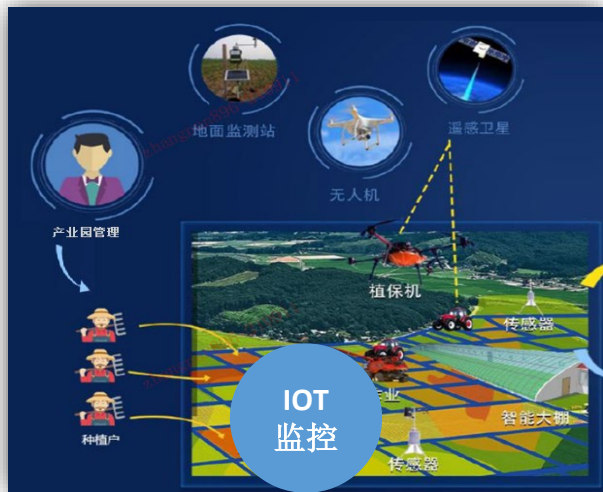 地面监测站
遥感卫星
无人机
产业园管理
植保机
传感器
IOT
监控
业
智能大棚
种植户
传感器